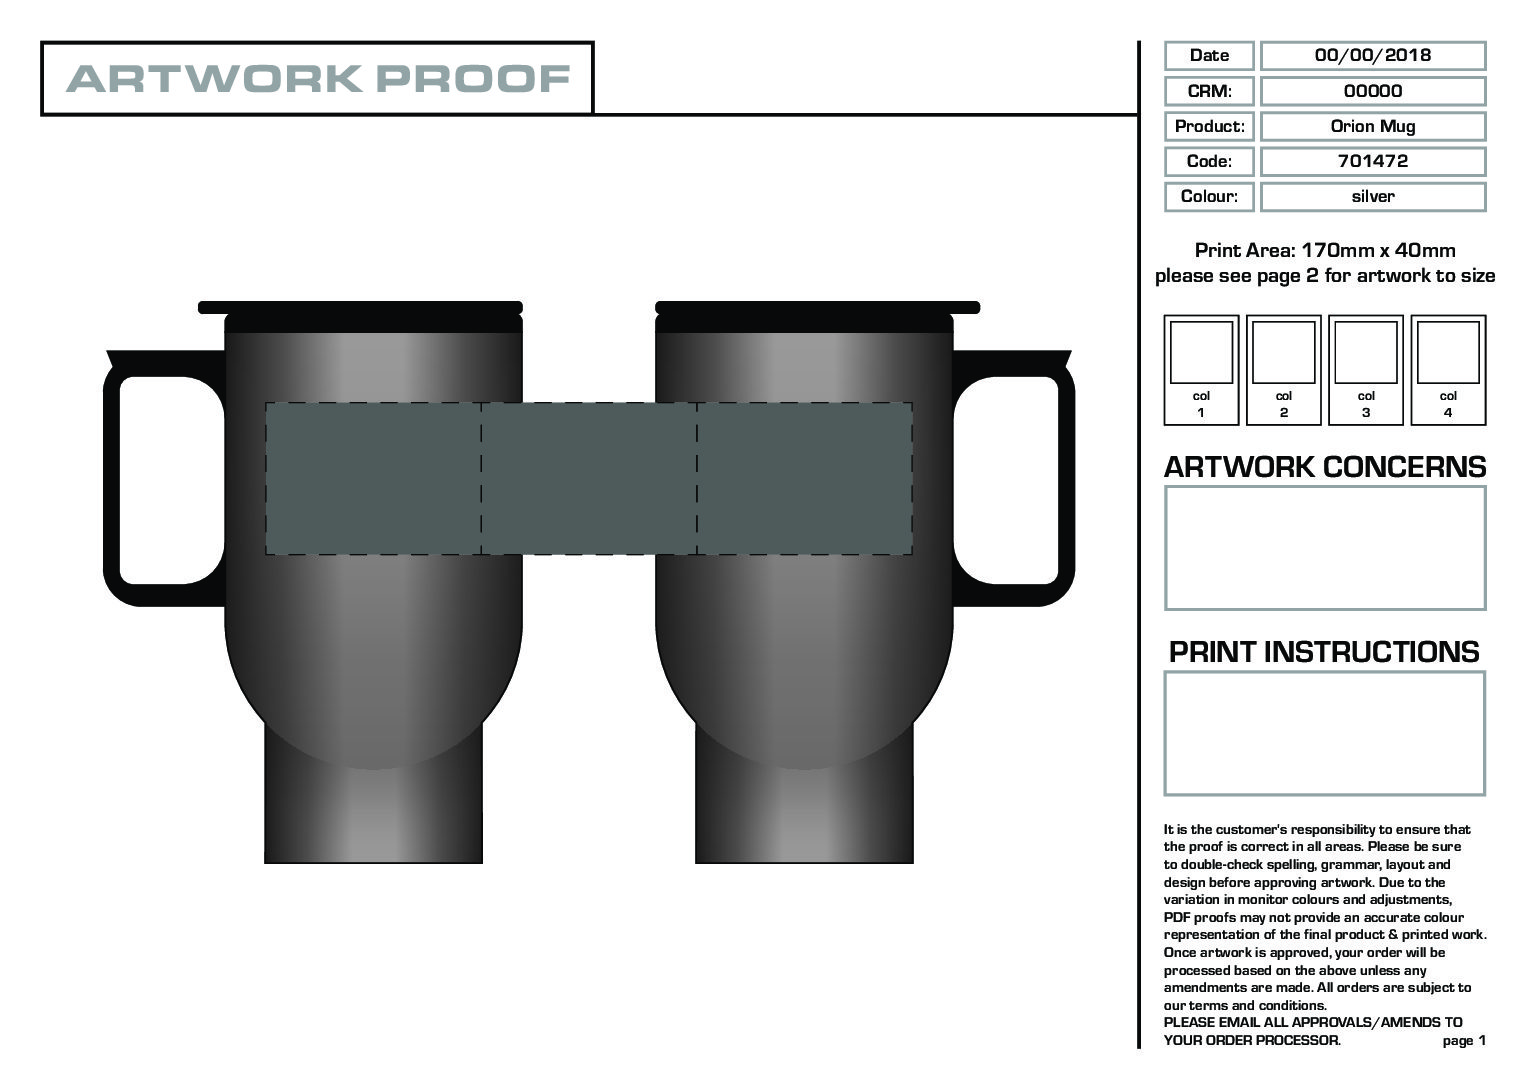 ARTWORK PROOF
Date 00/00/2018
CRM: 00000
Product: Orion Mug
Code: 701472
Colour: silver
Print Area: 170mm x 40mm
please see page 2 for artwork to size
col col col col
1 2 3 4
ARTWORK CONCERNS
PRINT INSTRUCTIONS
It is the customer's responsibility to ensure that
the proof is correct in all areas. Please be sure
to double-check spelling, grammar, layout and
design before approving artwork. Due to the
variation in monitor colours and adjustments,
PDF proofs may not provide an accurate colour
representation of the final product & printed work.
Once artwork is approved, your order will be
processed based on the above unless any
amendments are made. All orders are subject to
our terms and conditions.
PLEASE EMAIL ALL APPROVALS/AMENDS TO
YOUR ORDER PROCESSOR. page 1